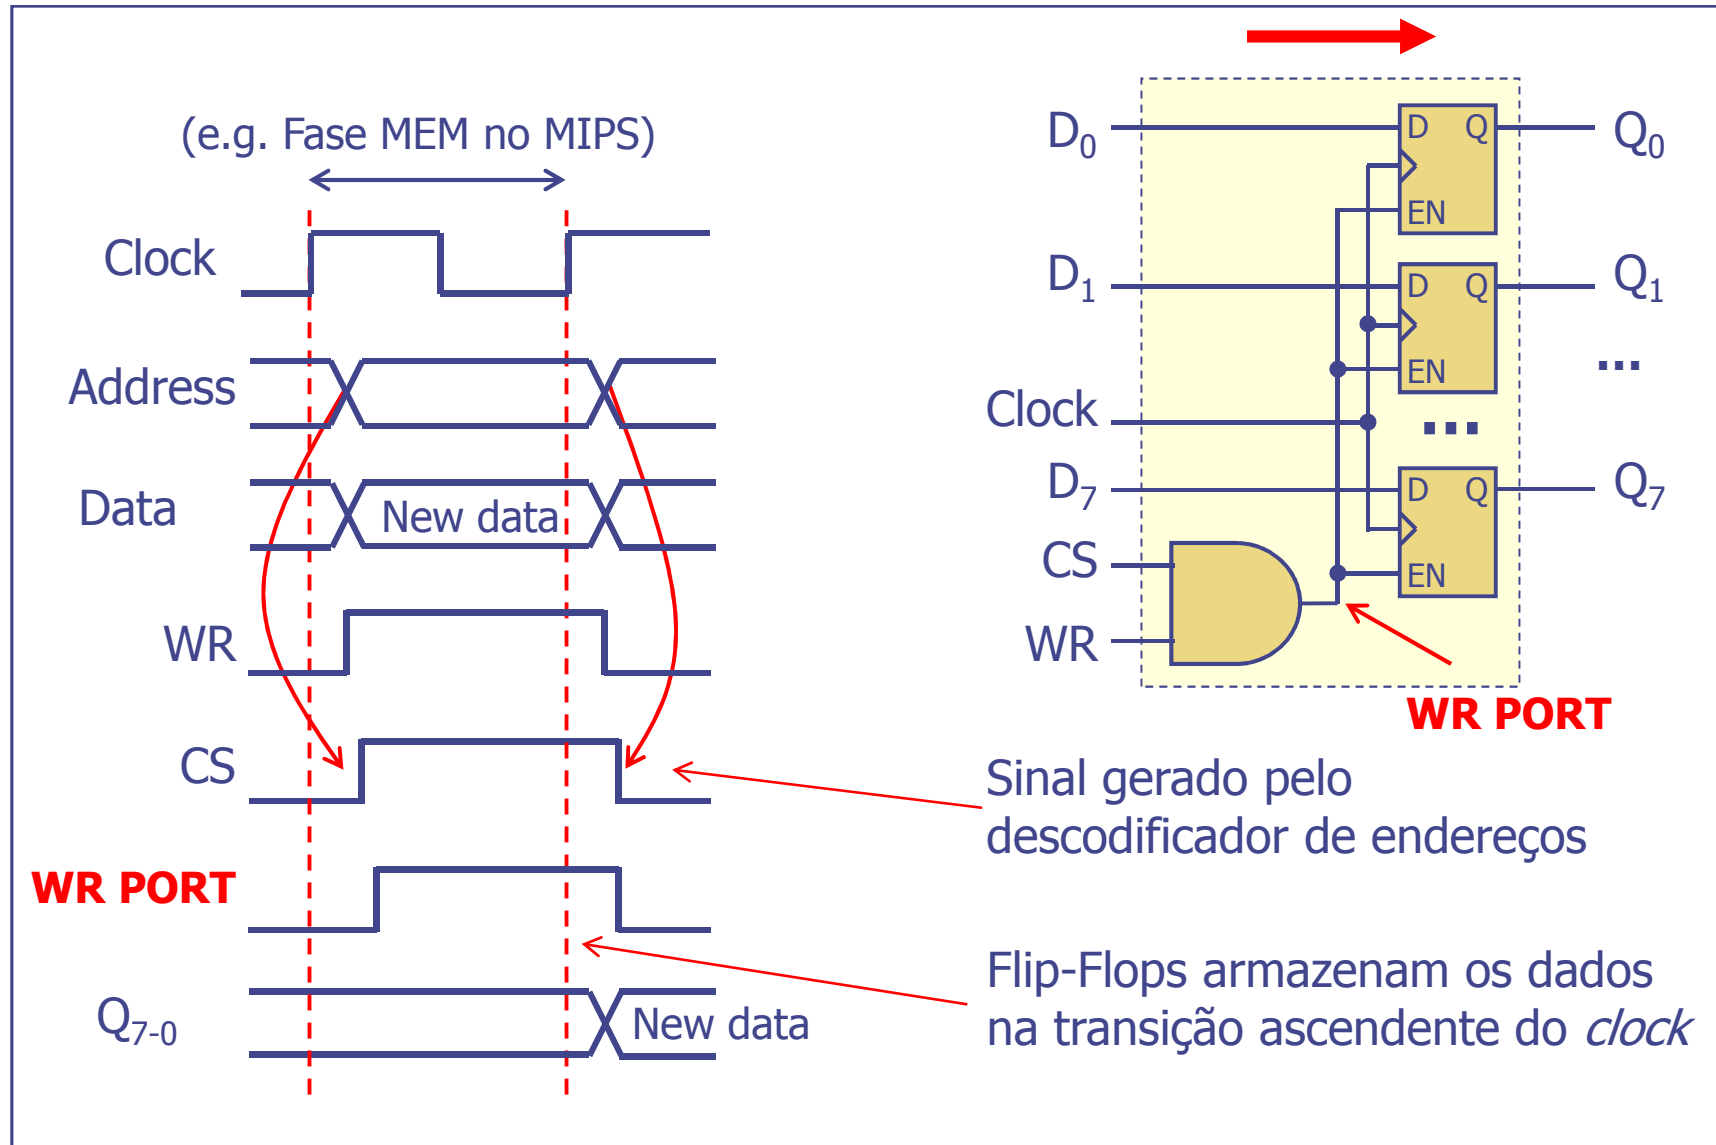 (e.g. Fase MEM no MIPS)
Clock
Address
Data
New data
WR
CS
WR PORT
Q7-0
New data
D0
D Q
Q0
EN
D1
D Q
Q1
EN
...
Clock
...
D7
D Q
Q7
CS
EN
WR
WR PORT
Sinal gerado pelo
descodificador de endereços
Flip-Flops armazenam os dados
na transição ascendente do clock